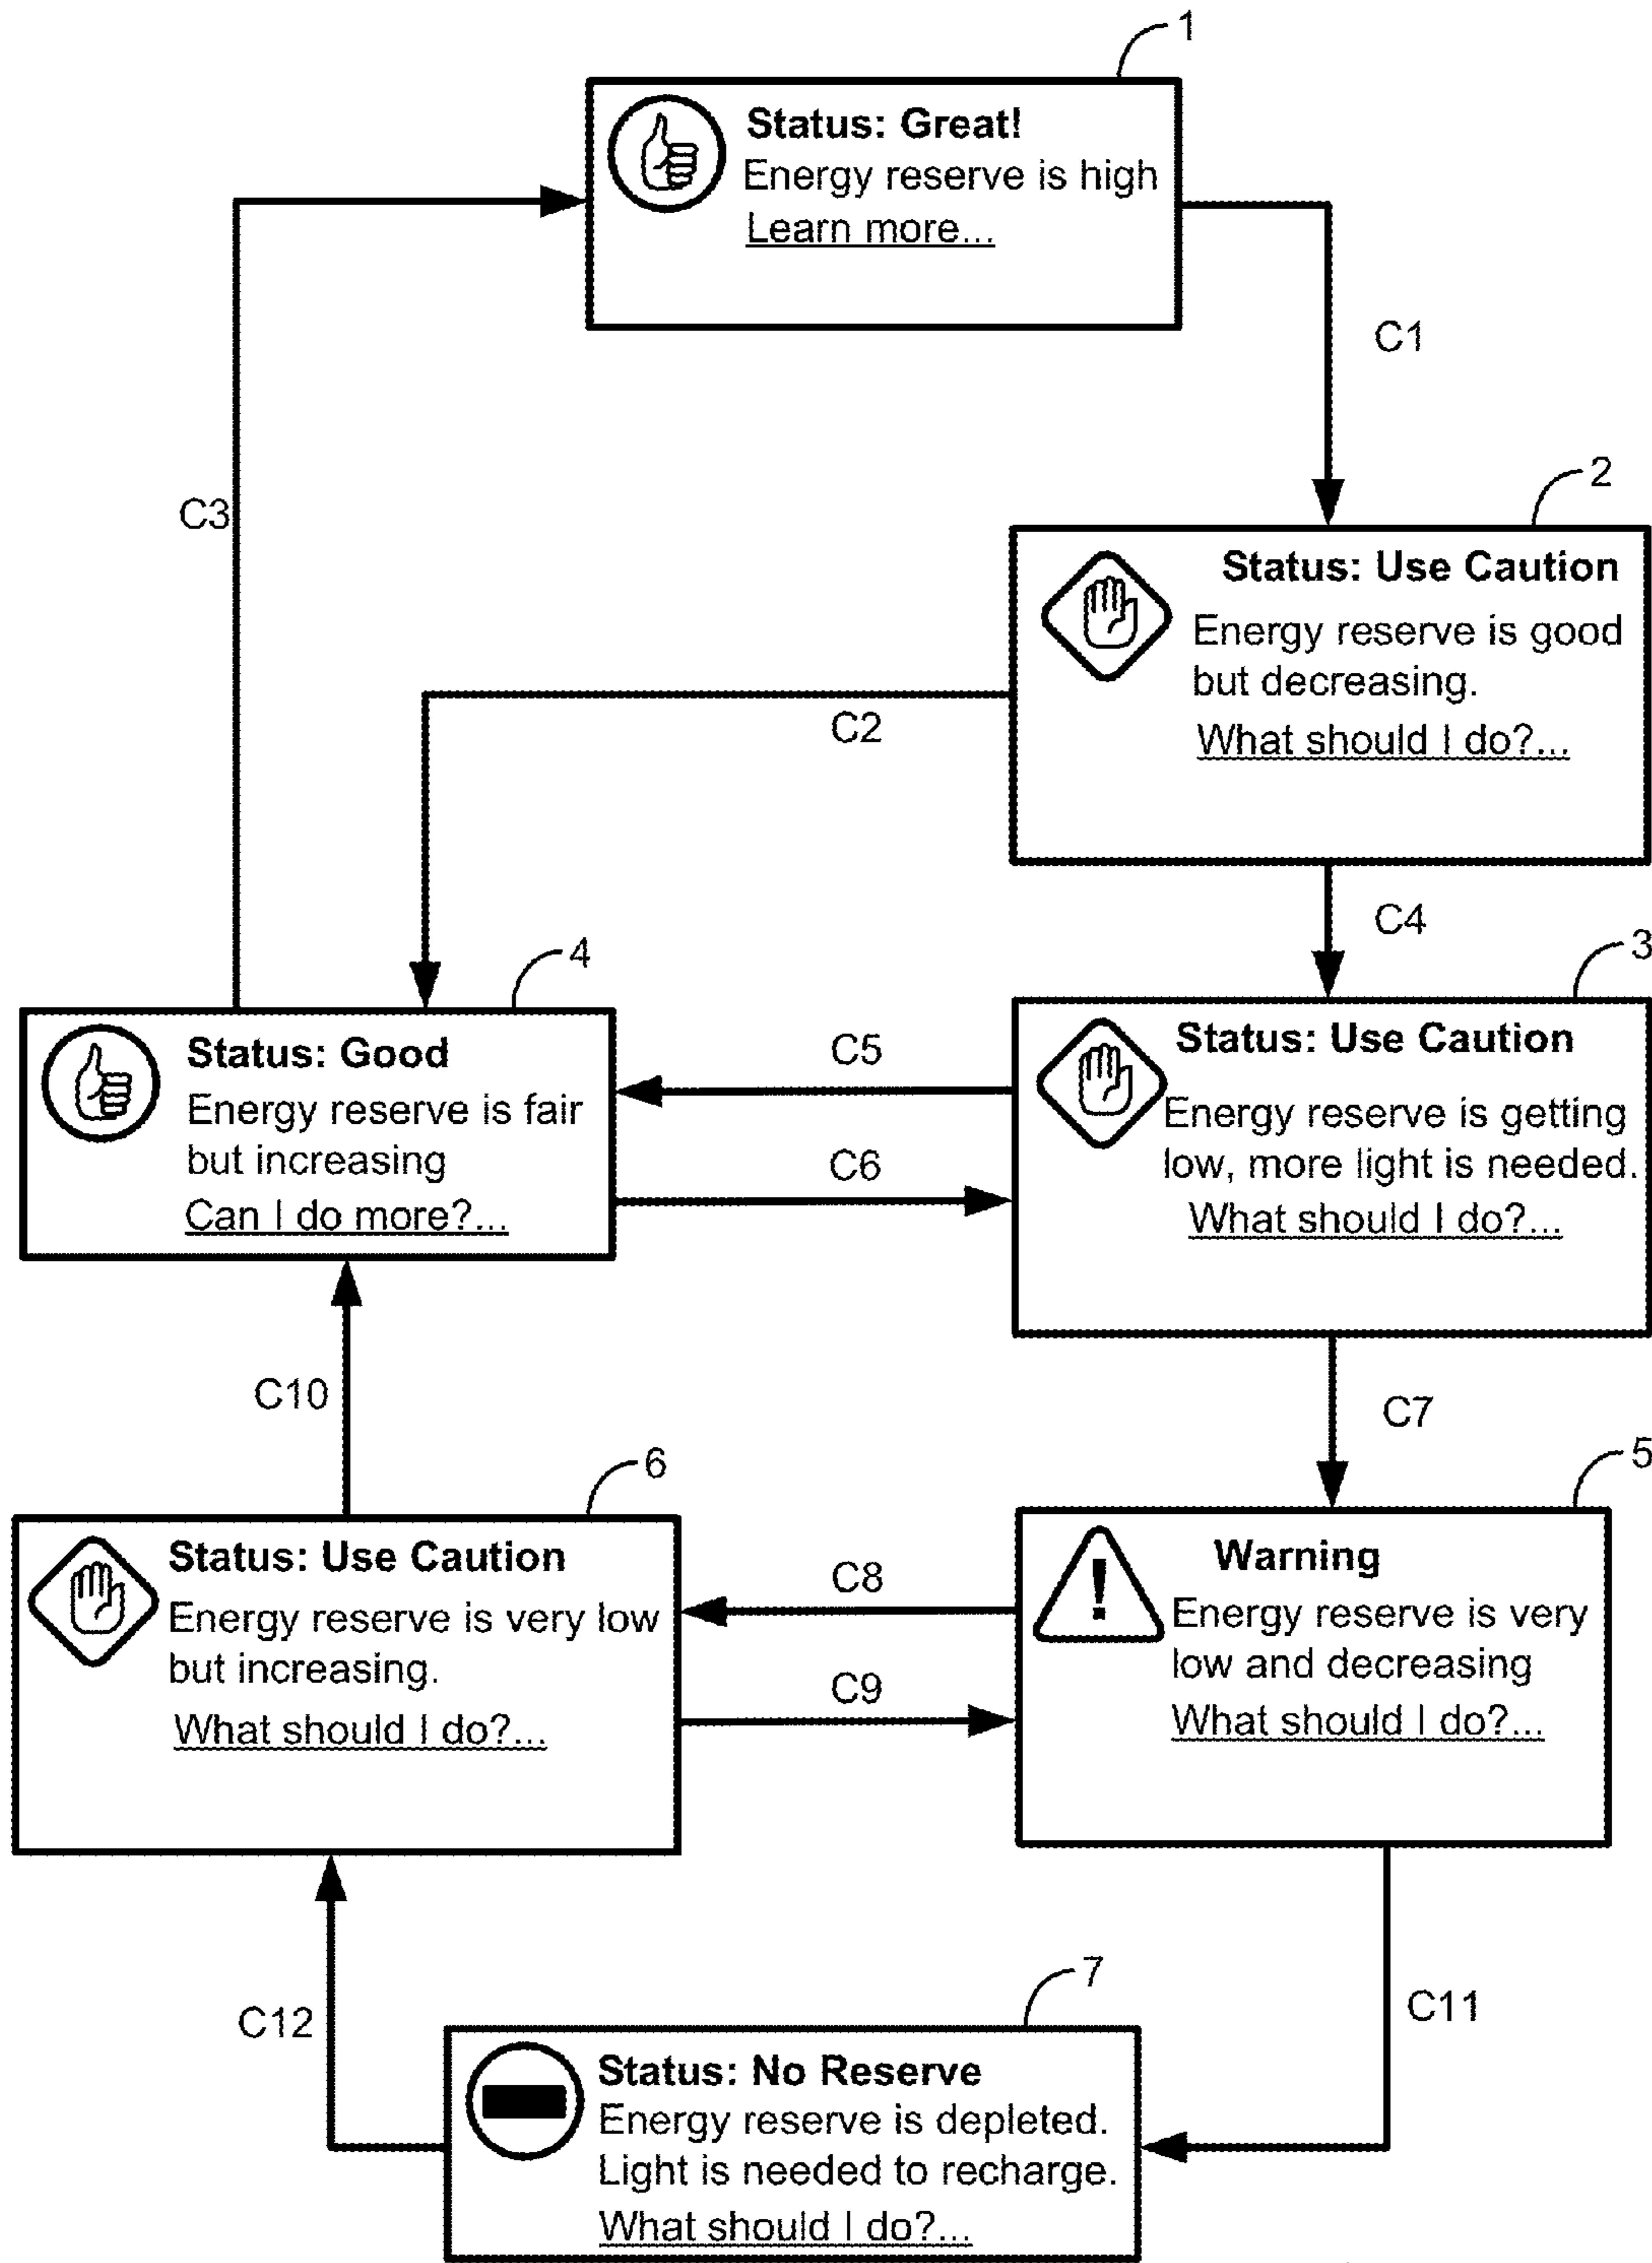 1
Status: Great!
Energy reserve is high
Learn more...
C1
C3
2
Status: Use Caution
Energy reserve is good
but decreasing.
What should I do?...
C2
C4
4
Status: Good
Energy reserve is fair
but increasing
Can I do more?...
C5
C6
3
Status: Use Caution
Energy reserve is getting
low, more light is needed.
What should I do?...
C10
C7
6
Status: Use Caution
Energy reserve is very low
but increasing.
What should I do?...
C8
C9
5
Warning
!
Energy reserve is very
low and decreasing
What should I do?...
C12
C11
7
Status: No Reserve
Energy reserve is depleted.
Light is needed to recharge.
What should I do?...